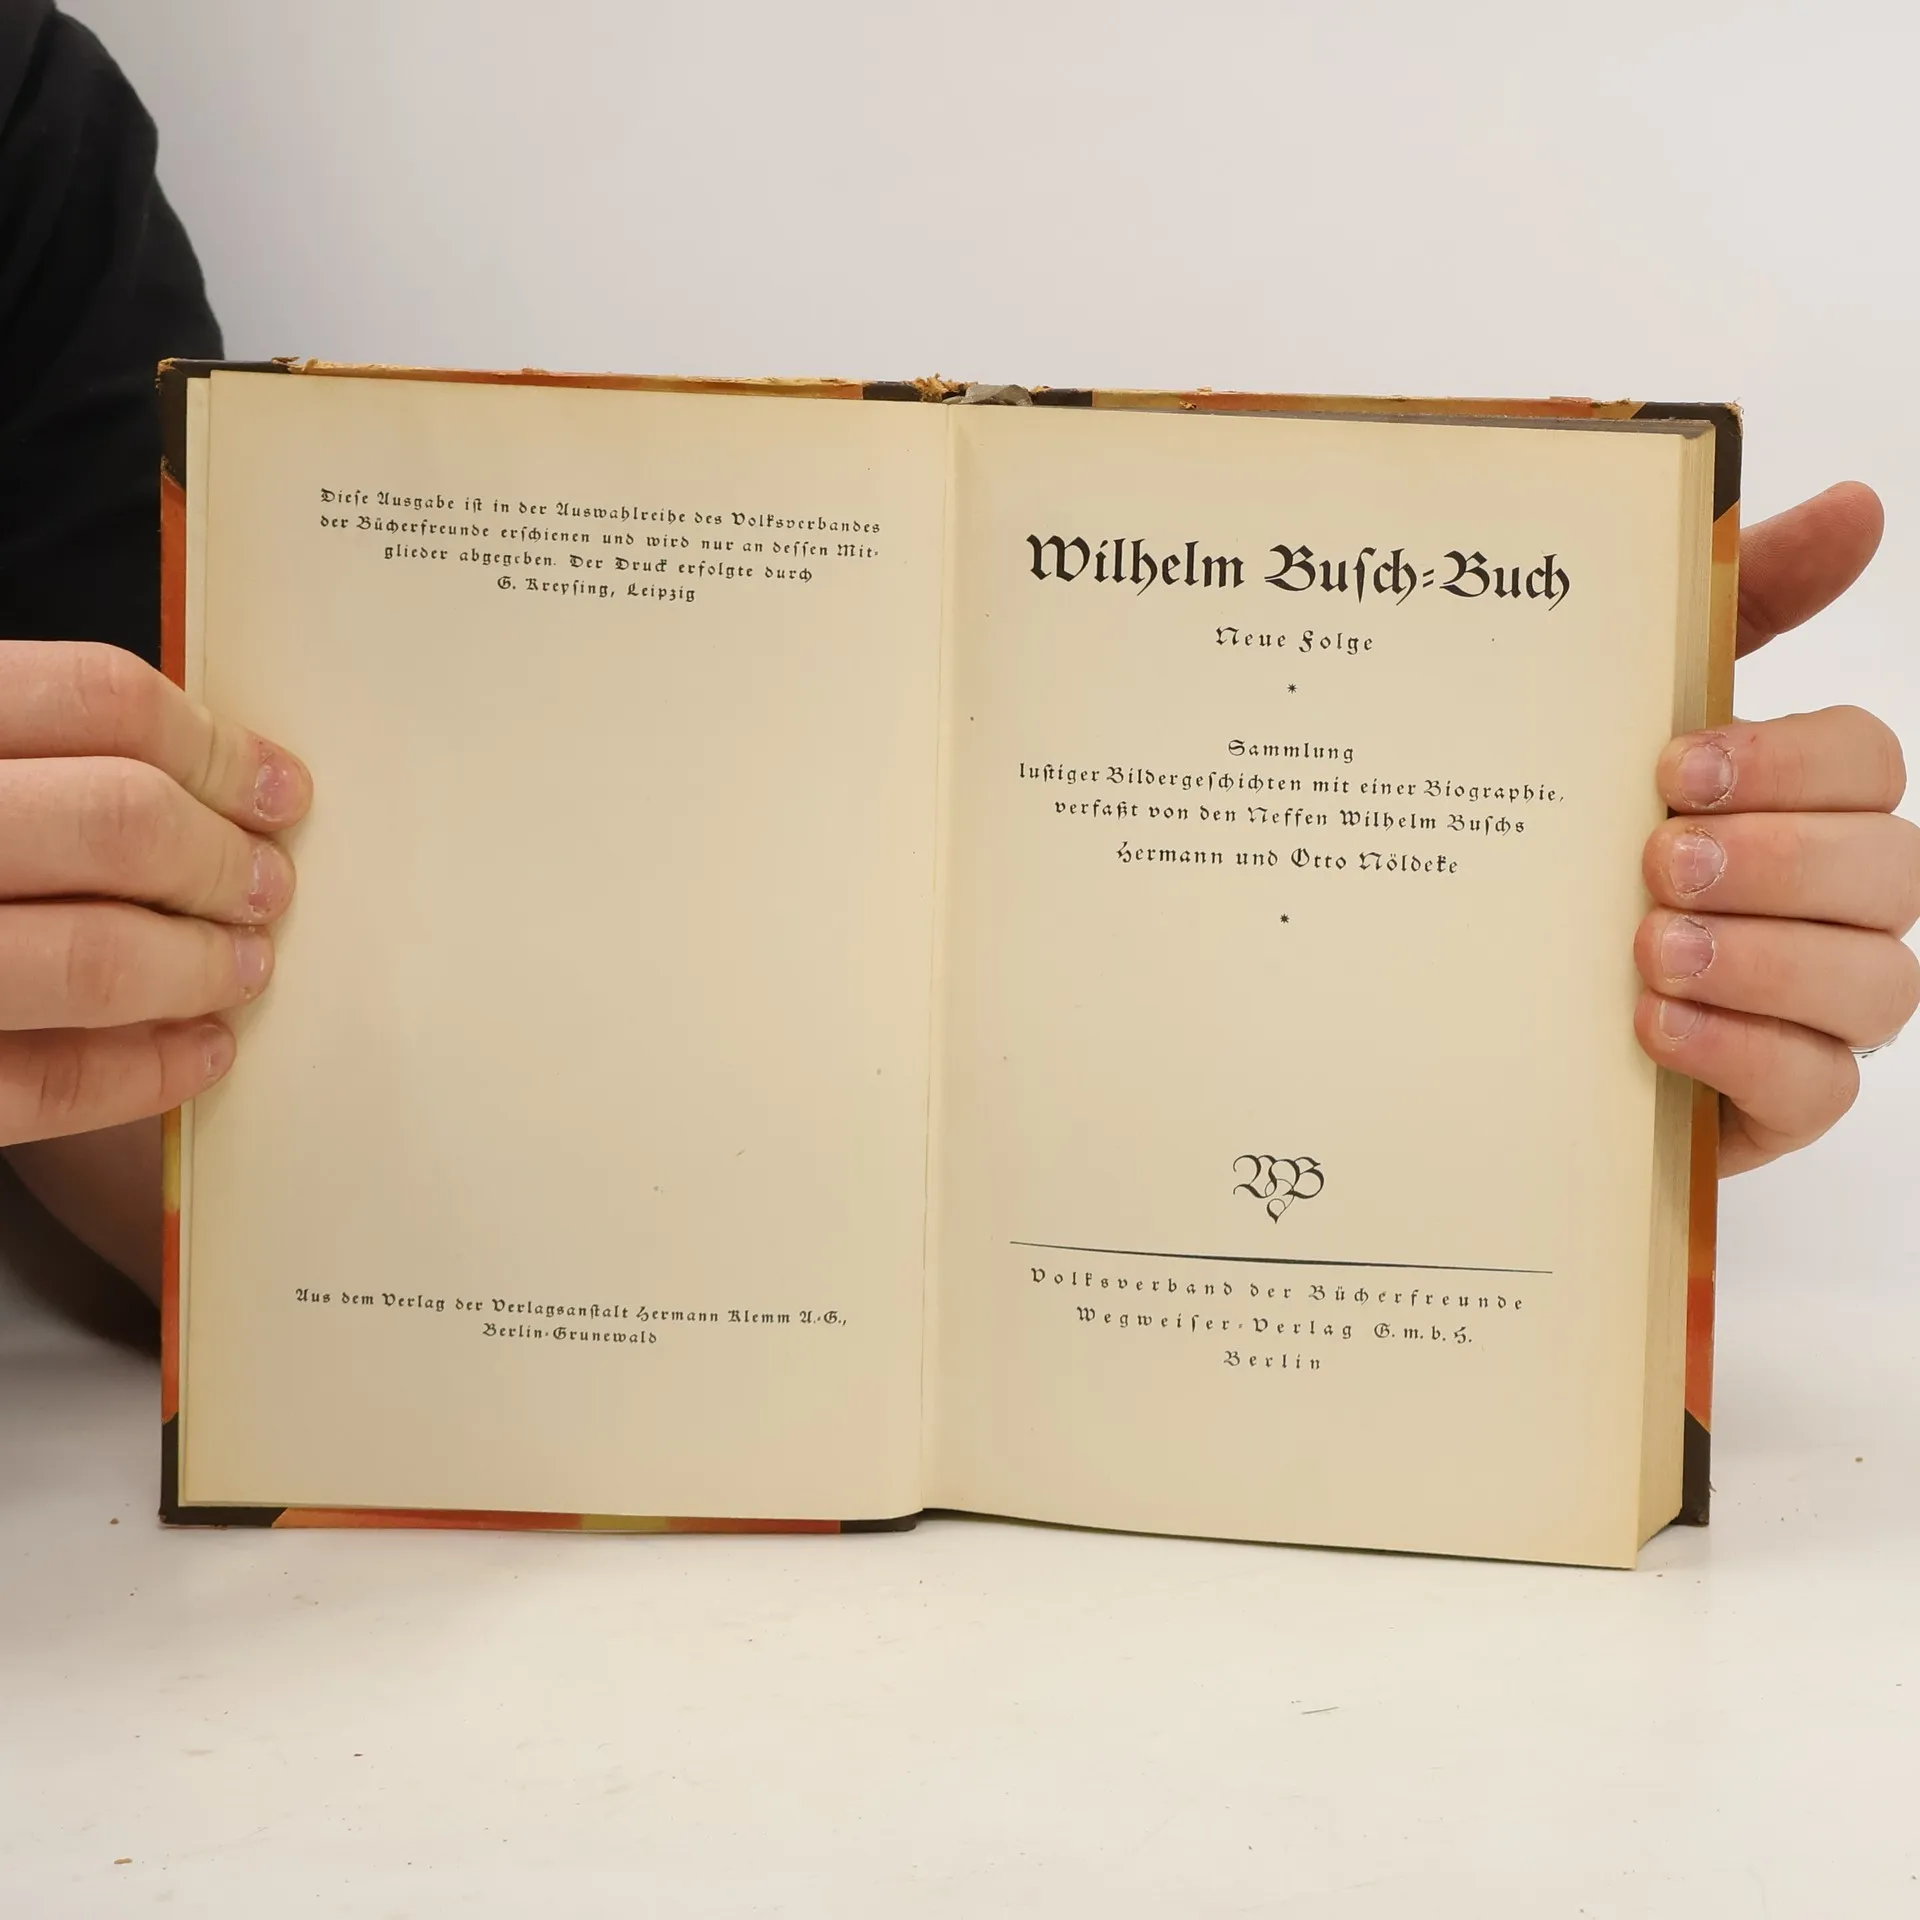 Dieſe Ausgabe iſt in der Auswahlreihe des Volksverbandes
der Bücherfreunde erſchienen und wird nur an deſſen Mit-
glieder abgegeben. Der Druck erfolgte durch
G. Kreyſing, Leipzig
Aus dem Verlag der Verlagsanſtalt Hermann Klemm A.-G.,
Berlin-Grunewald
Wilhelm Buſch-Buch
Neue Folge
*
Sammlung
luſtiger Bildergeſchichten mit einer Biographie,
verfaßt von den Neffen Wilhelm Buſchs
Hermann und Otto Nöldeke
*
VB
Volksverband der Bücherfreunde
Wegweiſer-Verlag G. m. b. H.
Berlin